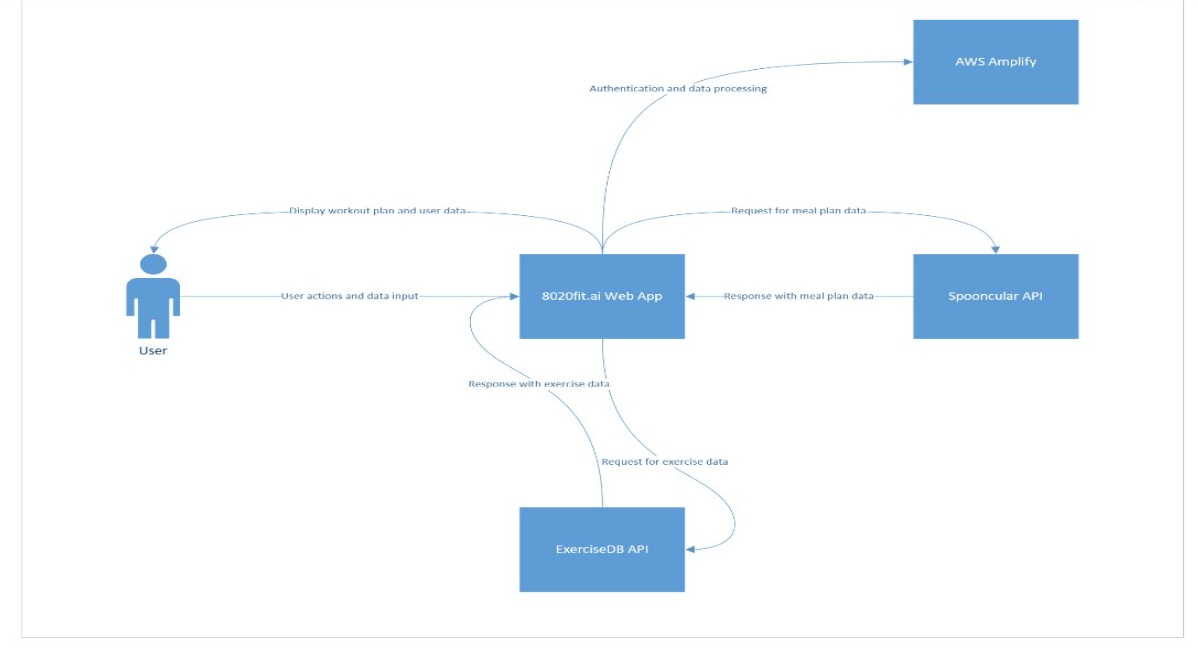 AWS Amplify
Authentication and data processing
Display workout plan and user data
Request for meal plan data
User actions and data input
8020fit.ai Web App
Response with meal plan data
Spooncular API
User
Response with exercise data
Request for exercise data
ExerciseDB API